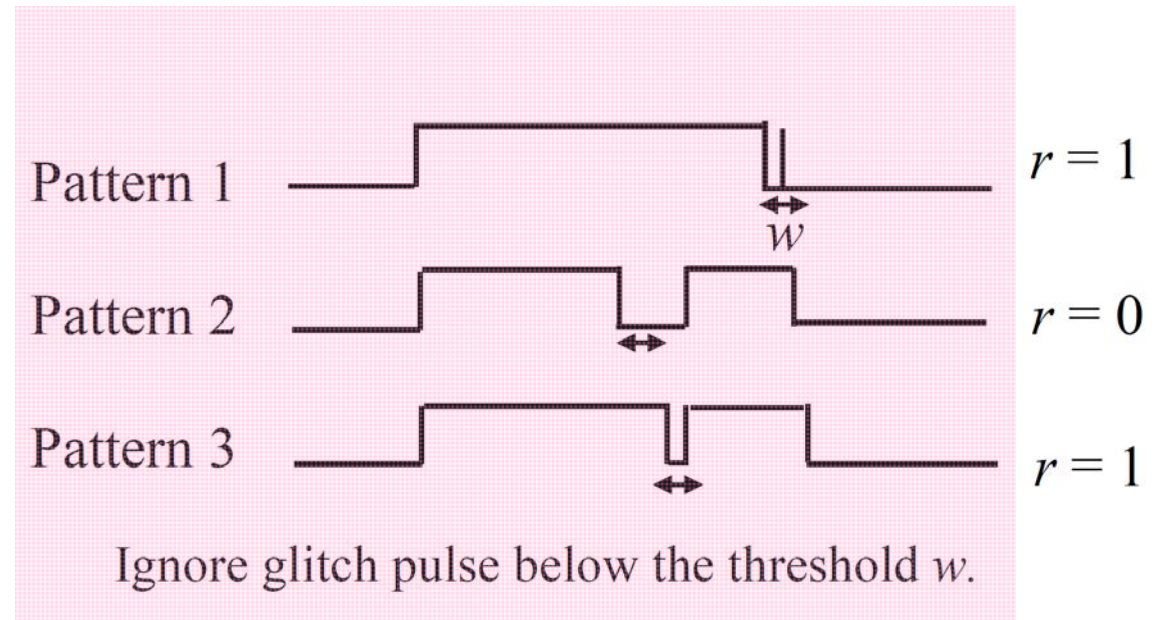 Pattern 1 r = 1
w
Pattern 2 r = 0
Pattern 3 r = 1
Ignore glitch pulse below the threshold w.